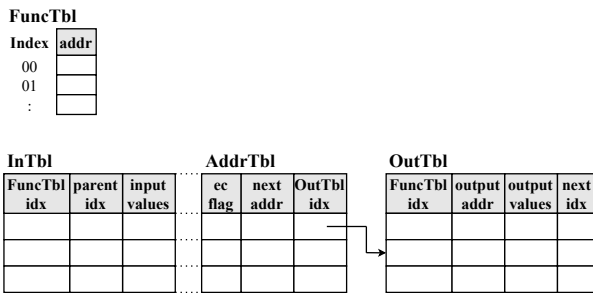 FuncTbl
Index addr
00
01
:
InTbl AddrTbl OutTbl
FuncTbl parent input ec next OutTbl FuncTbl output output next
idx idx values flag addr idx idx addr values idx